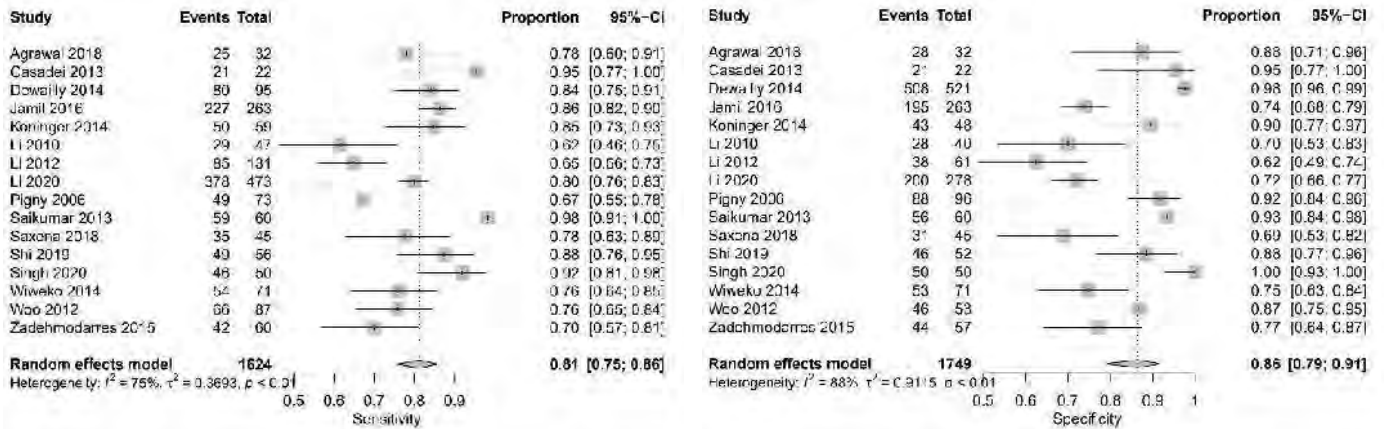 Study Events Total Proportion 95%−CI
Agrawal 2018 25 32 0.78 [0.60; 0.91]
Casadei 2013 21 22 0.95 [0.77; 1.00]
Dewailly 2014 80 95 0.84 [0.75; 0.91]
Jamil 2016 227 263 0.86 [0.82; 0.90]
Koninger 2014 50 59 0.85 [0.73; 0.93]
Li 2010 29 47 0.62 [0.46; 0.75]
Li 2012 85 131 0.65 [0.56; 0.73]
Li 2020 378 473 0.80 [0.76; 0.83]
Pigny 2006 49 73 0.67 [0.55; 0.78]
Saikumar 2013 59 60 0.98 [0.91; 1.00]
Saxena 2018 35 45 0.78 [0.63; 0.89]
Shi 2019 49 56 0.88 [0.76; 0.95]
Singh 2020 46 50 0.92 [0.81; 0.98]
Wiweko 2014 54 71 0.76 [0.64; 0.85]
Woo 2012 66 87 0.76 [0.65; 0.84]
Zadehmodarres 2015 42 60 0.70 [0.57; 0.81]
Random effects model 1624 0.81 [0.75; 0.86]
Heterogeneity: I² = 75%, τ² = 0.3693, p < 0.01
0.5 0.6 0.7 0.8 0.9
Sensitivity
Study Events Total Proportion 95%−CI
Agrawal 2018 28 32 0.88 [0.71; 0.96]
Casadei 2013 21 22 0.95 [0.77; 1.00]
Dewailly 2014 508 521 0.98 [0.96; 0.99]
Jamil 2016 195 263 0.74 [0.68; 0.79]
Koninger 2014 43 48 0.90 [0.77; 0.97]
Li 2010 28 40 0.70 [0.53; 0.83]
Li 2012 38 61 0.62 [0.49; 0.74]
Li 2020 200 278 0.72 [0.66; 0.77]
Pigny 2006 88 96 0.92 [0.84; 0.96]
Saikumar 2013 56 60 0.93 [0.84; 0.98]
Saxena 2018 31 45 0.69 [0.53; 0.82]
Shi 2019 46 52 0.88 [0.77; 0.96]
Singh 2020 50 50 1.00 [0.93; 1.00]
Wiweko 2014 53 71 0.75 [0.63; 0.84]
Woo 2012 46 53 0.87 [0.75; 0.95]
Zadehmodarres 2015 44 57 0.77 [0.64; 0.87]
Random effects model 1749 0.86 [0.79; 0.91]
Heterogeneity: I² = 88%, τ² = 0.9115, p < 0.01
0.5 0.6 0.7 0.8 0.9 1
Specificity